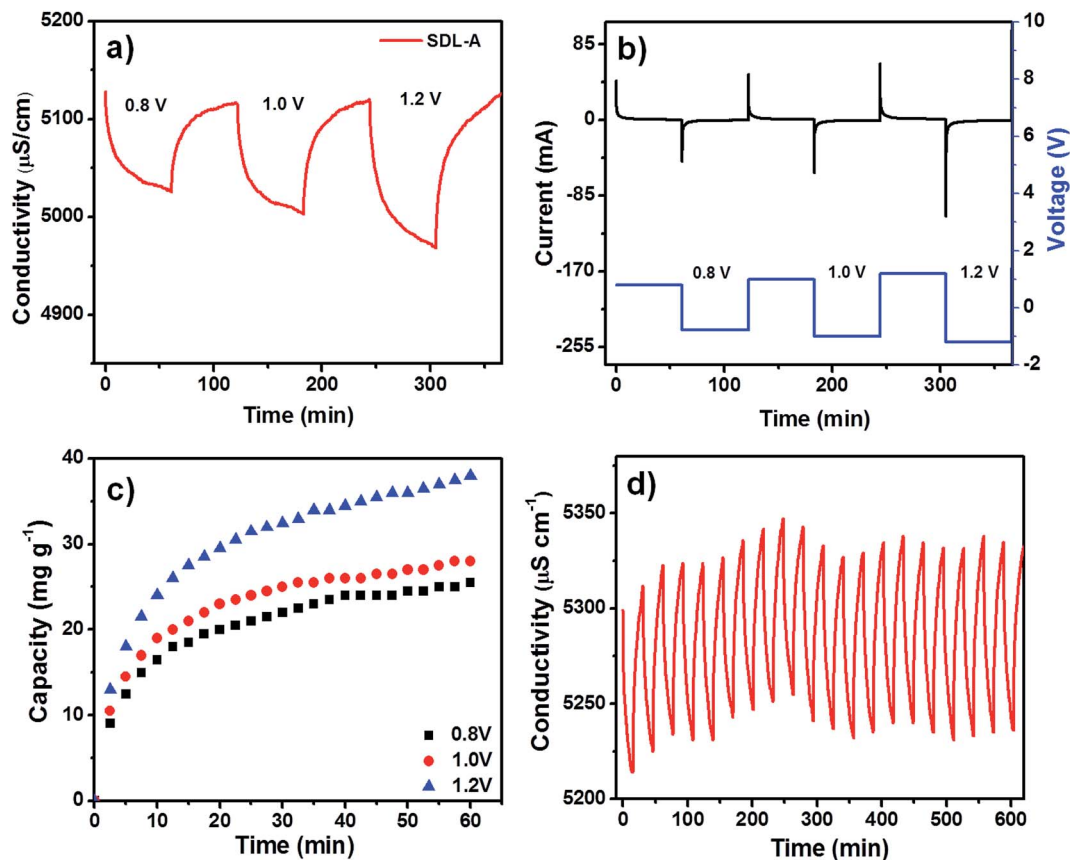 a)
SDL-A
0.8 V 1.0 V 1.2 V
5200
5100
5000
4900
Conductivity (μS/cm)
0 100 200 300
Time (min)
b)
85
0
-85
-170
-255
Current (mA)
10
8
6
4
2
0
-2
Voltage (V)
0.8 V 1.0 V 1.2 V
0 100 200 300
Time (min)
c)
40
30
20
10
0
Capacity (mg g⁻¹)
0.8V
1.0V
1.2V
0 10 20 30 40 50 60
Time (min)
d)
5350
5300
5250
5200
Conductivity (μS cm⁻¹)
0 100 200 300 400 500 600
Time (min)